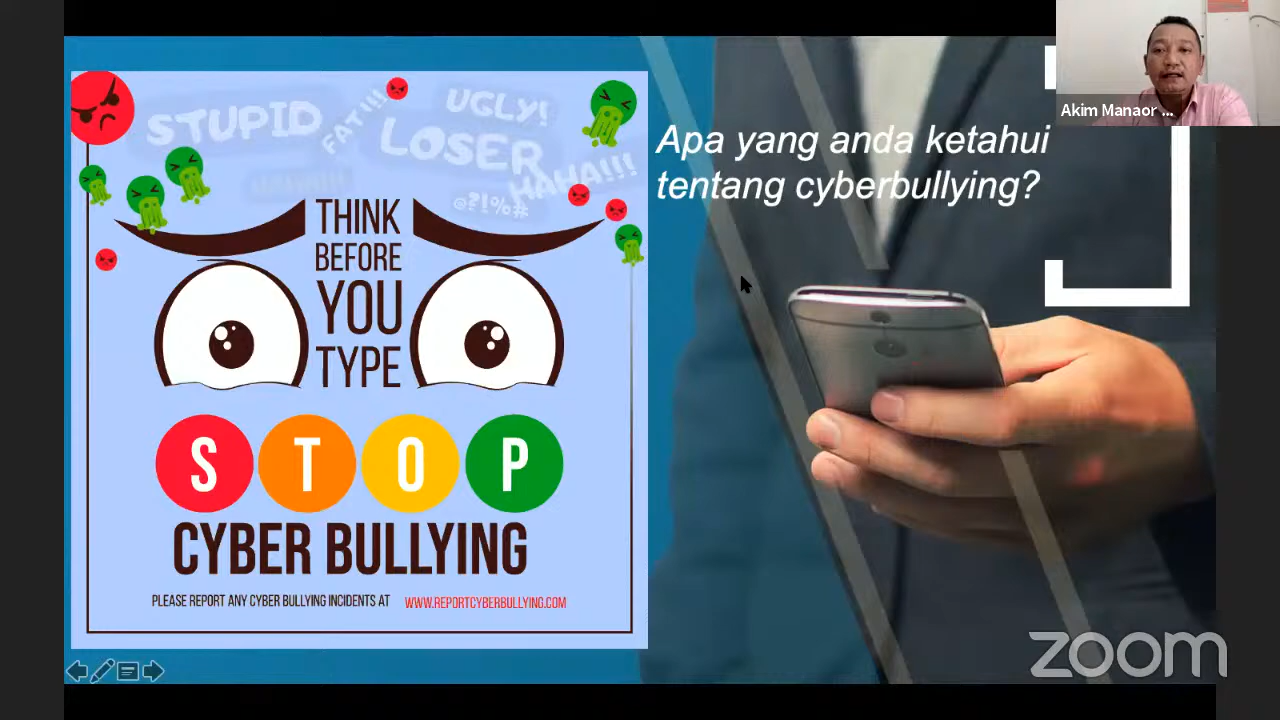 STUPID
FAT!!!
UGLY!
LOSER
HAHA!!!
@?!%#
THINK
BEFORE
YOU
TYPE
STOP
CYBER BULLYING
PLEASE REPORT ANY CYBER BULLYING INCIDENTS AT WWW.REPORTCYBERBULLYING.COM
Apa yang anda ketahui
tentang cyberbullying?
Akim Manaor ...
zoom